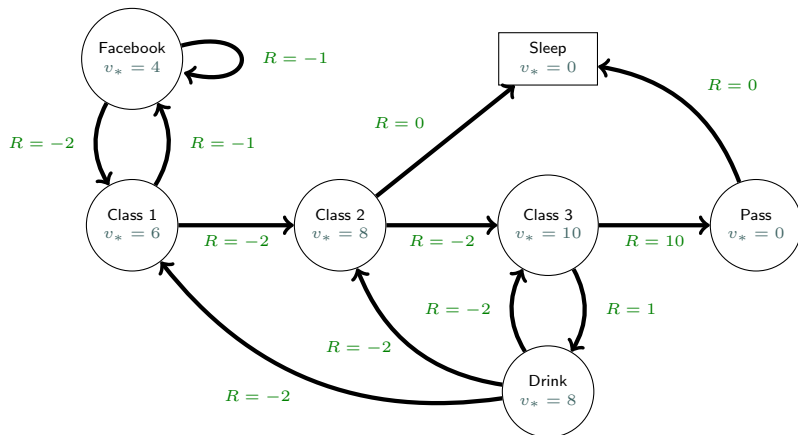 Facebook
v* = 4
R = −1
Sleep
v* = 0
R = 0
R = 0
R = −2
R = −1
Class 1
v* = 6
R = −2
Class 2
v* = 8
R = −2
Class 3
v* = 10
R = 10
Pass
v* = 0
R = −2
R = 1
R = −2
R = −2
Drink
v* = 8